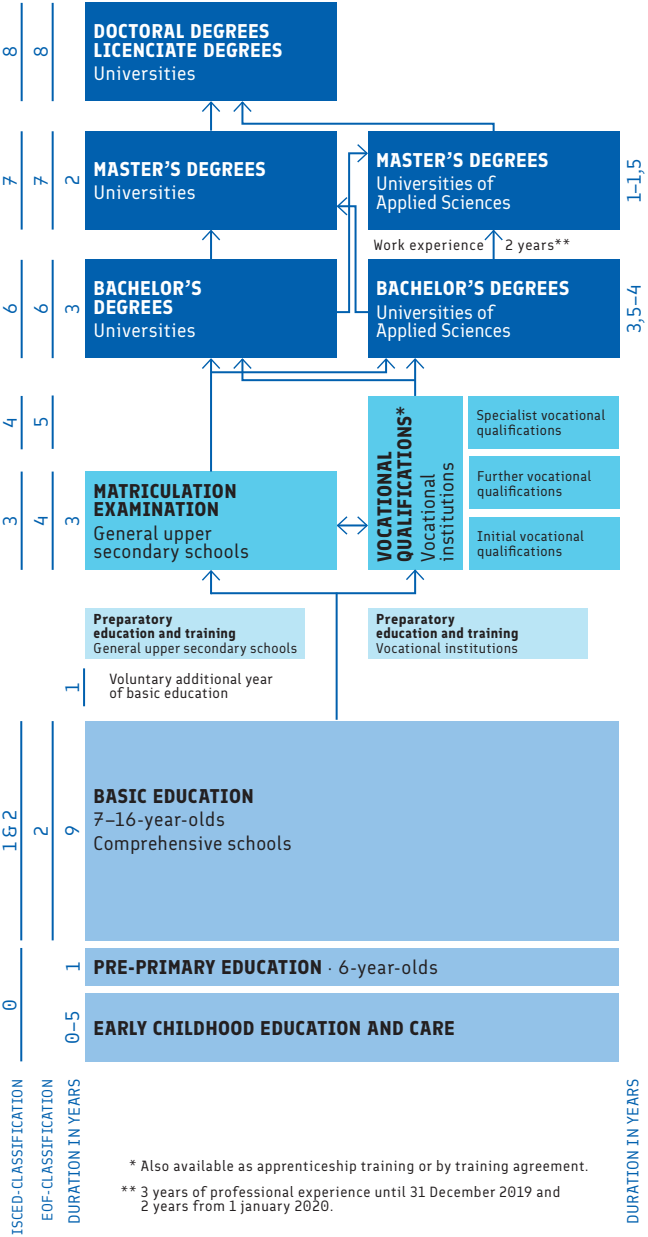 8
8
DOCTORAL DEGREES
LICENCIATE DEGREES
Universities
7
7
2
MASTER'S DEGREES
Universities
MASTER'S DEGREES
Universities of
Applied Sciences
1–1,5
Work experience
2 years**
6
6
3
BACHELOR'S
DEGREES
Universities
BACHELOR'S DEGREES
Universities of
Applied Sciences
3,5–4
4
5
3
4
3
MATRICULATION
EXAMINATION
General upper
secondary schools
VOCATIONAL
QUALIFICATIONS*
Vocational
institutions
Specialist vocational
qualifications
Further vocational
qualifications
Initial vocational
qualifications
Preparatory
education and training
General upper secondary schools
Preparatory
education and training
Vocational institutions
1
Voluntary additional year
of basic education
1 & 2
2
9
BASIC EDUCATION
7–16-year-olds
Comprehensive schools
0
1
PRE-PRIMARY EDUCATION · 6-year-olds
0–5
EARLY CHILDHOOD EDUCATION AND CARE
ISCED-CLASSIFICATION
EOF-CLASSIFICATION
DURATION IN YEARS
DURATION IN YEARS
* Also available as apprenticeship training or by training agreement.
** 3 years of professional experience until 31 December 2019 and
2 years from 1 january 2020.